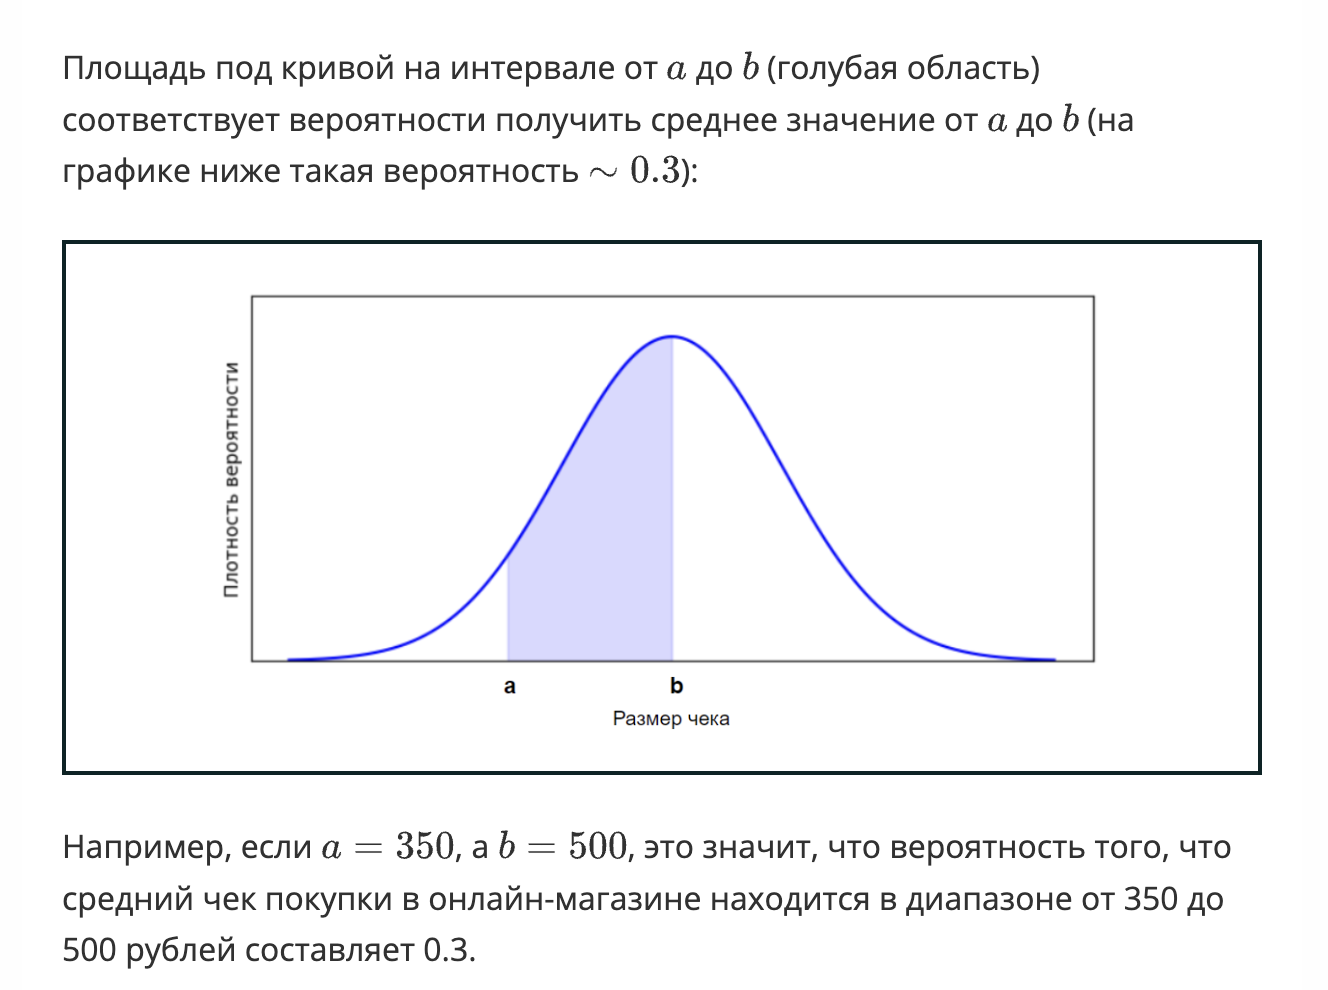 Площадь под кривой на интервале от a до b (голубая область)
соответствует вероятности получить среднее значение от a до b (на
графике ниже такая вероятность ∼ 0.3):
Плотность вероятности
a
b
Размер чека
Например, если a = 350, а b = 500, это значит, что вероятность того, что
средний чек покупки в онлайн-магазине находится в диапазоне от 350 до
500 рублей составляет 0.3.